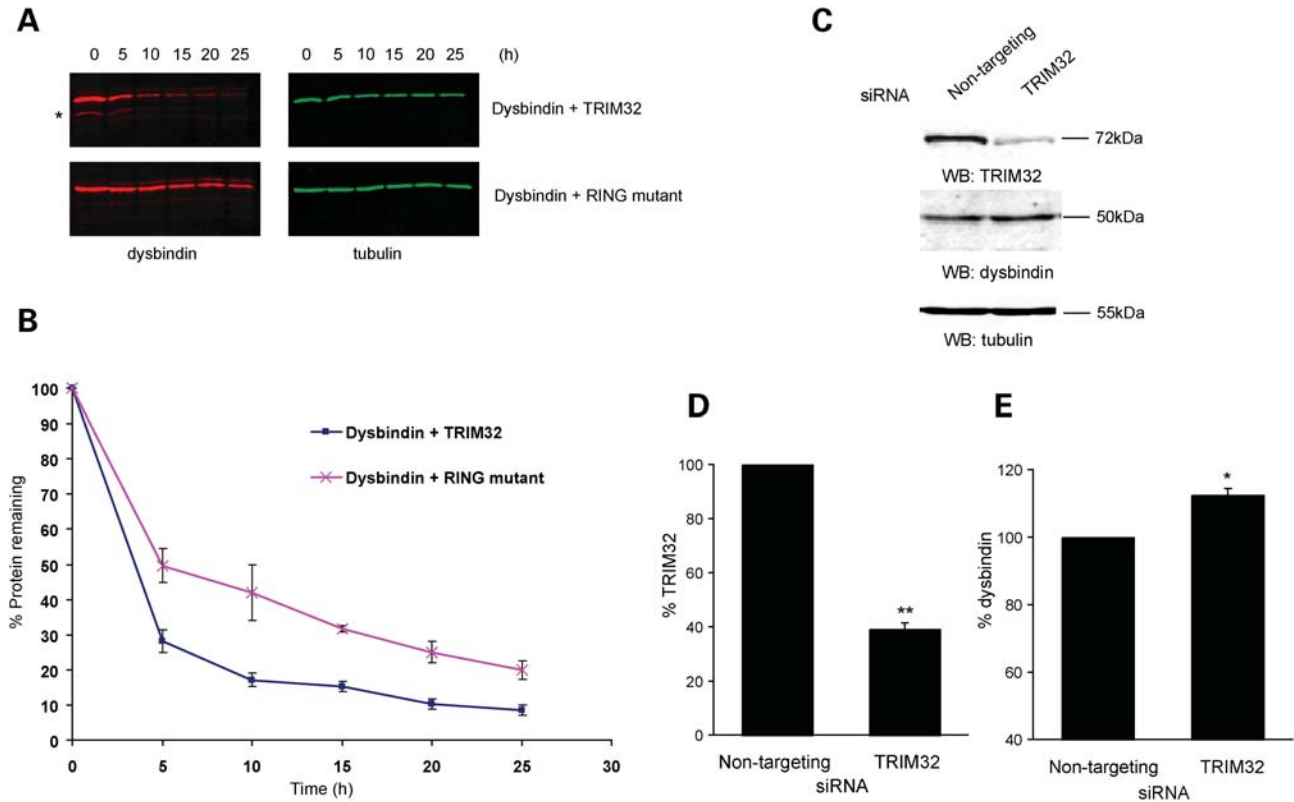 A
0 5 10 15 20 25 (h)
0 5 10 15 20 25
*
Dysbindin + TRIM32
Dysbindin + RING mutant
dysbindin
tubulin
B
100
90
80
70
60
50
40
30
20
10
0
% Protein remaining
Dysbindin + TRIM32
Dysbindin + RING mutant
0 5 10 15 20 25 30
Time (h)
C
siRNA
Non-targeting
TRIM32
72kDa
WB: TRIM32
50kDa
WB: dysbindin
55kDa
WB: tubulin
D
100
80
60
40
20
0
% TRIM32
**
Non-targeting TRIM32
siRNA
E
120
100
80
60
40
% dysbindin
*
Non-targeting TRIM32
siRNA